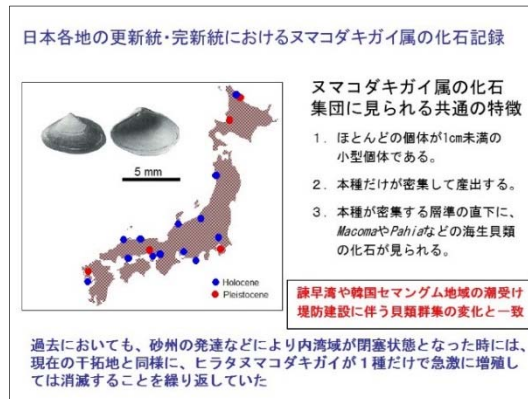 日本各地の更新統･完新統におけるヌマコダキガイ属の化石記録
5 mm
Holocene
Pleistocene
ヌマコダキガイ属の化石
集団に見られる共通の特徴
1. ほとんどの個体が1cm未満の
小型個体である。
2. 本種だけが密集して産出する。
3. 本種が密集する層準の直下に、
MacomaやPahiaなどの海生貝類
の化石が見られる。
諫早湾や韓国セマングム地域の潮受け
堤防建設に伴う貝類群集の変化と一致
過去においても、砂州の発達などにより内湾域が閉塞状態となった時には、
現在の干拓地と同様に、ヒラタヌマコダキガイが１種だけで急激に増殖し
ては消滅することを繰り返していた